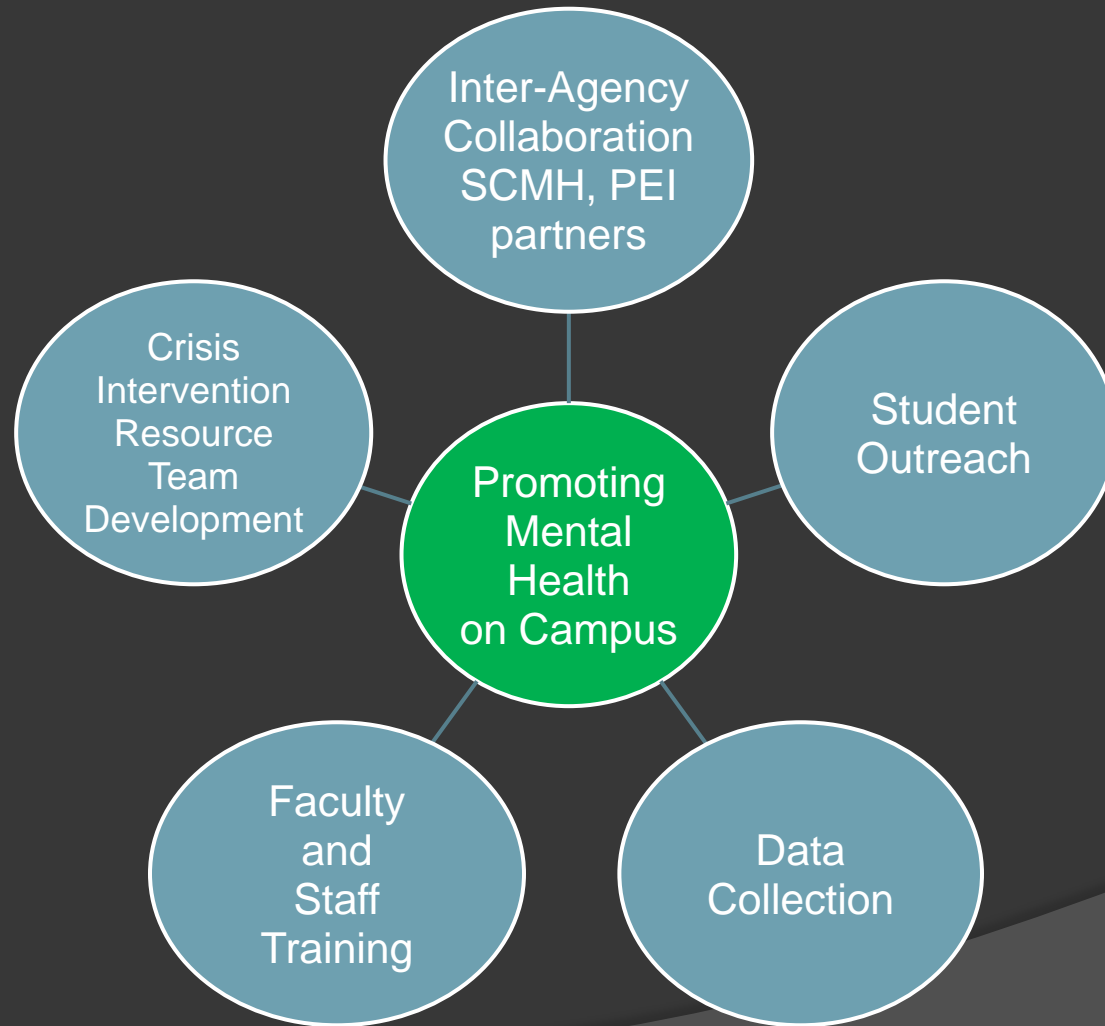 Inter-Agency
Collaboration
SCMH, PEI
partners
Crisis
Intervention
Resource
Team
Development
Student
Outreach
Promoting
Mental
Health
on Campus
Faculty
and
Staff
Training
Data
Collection